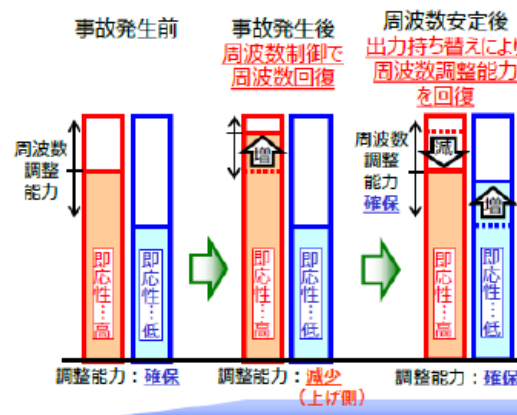 事故発生前
事故発生後
周波数制御で
周波数回復
周波数安定後
出力持ち替えにより
周波数調整能力
を回復
周波数
調整
能力
増
周波数
調整
能力
確保
減
増
即応性…高
即応性…低
即応性…高
即応性…低
即応性…高
即応性…低
調整能力：確保
調整能力：減少
（上げ側）
調整能力：確保